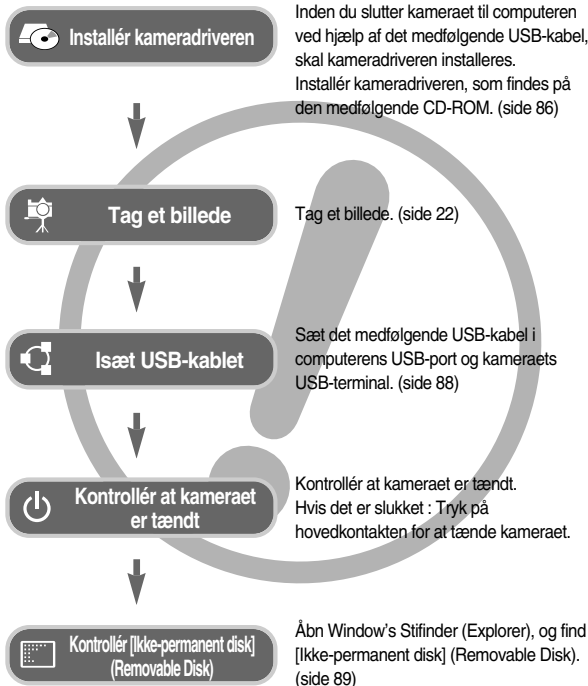 Installér kameradriveren
Inden du slutter kameraet til computeren
ved hjælp af det medfølgende USB-kabel,
skal kameradriveren installeres.
Installér kameradriveren, som findes på
den medfølgende CD-ROM. (side 86)
Tag et billede
Tag et billede. (side 22)
Isæt USB-kablet
Sæt det medfølgende USB-kabel i
computerens USB-port og kameraets
USB-terminal. (side 88)
Kontrollér at kameraet
er tændt
Kontrollér at kameraet er tændt.
Hvis det er slukket : Tryk på
hovedkontakten for at tænde kameraet.
Kontrollér [Ikke-permanent disk]
(Removable Disk)
Åbn Window's Stifinder (Explorer), og find
[Ikke-permanent disk] (Removable Disk).
(side 89)